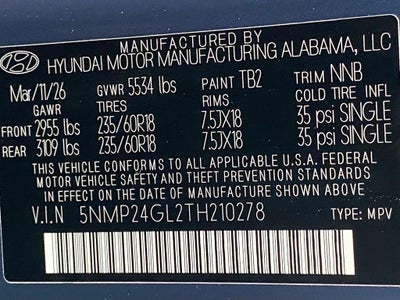 MANUFACTURED BY
HYUNDAI MOTOR MANUFACTURING ALABAMA, LLC
Mar/11/26 GVWR 5534 lbs PAINT TB2 TRIM NNB
GAWR TIRES RIMS COLD TIRE INFL
FRONT 2955 lbs 235/60R18 7.5JX18 35 psi SINGLE
REAR 3109 lbs 235/60R18 7.5JX18 35 psi SINGLE
THIS VEHICLE CONFORMS TO ALL APPLICABLE U.S.A. FEDERAL
MOTOR VEHICLE SAFETY AND THEFT PREVENTION STANDARDS
IN EFFECT ON THE DATE OF MANUFACTURE SHOWN ABOVE.
V.I.N 5NMP24GL2TH210278 TYPE: MPV